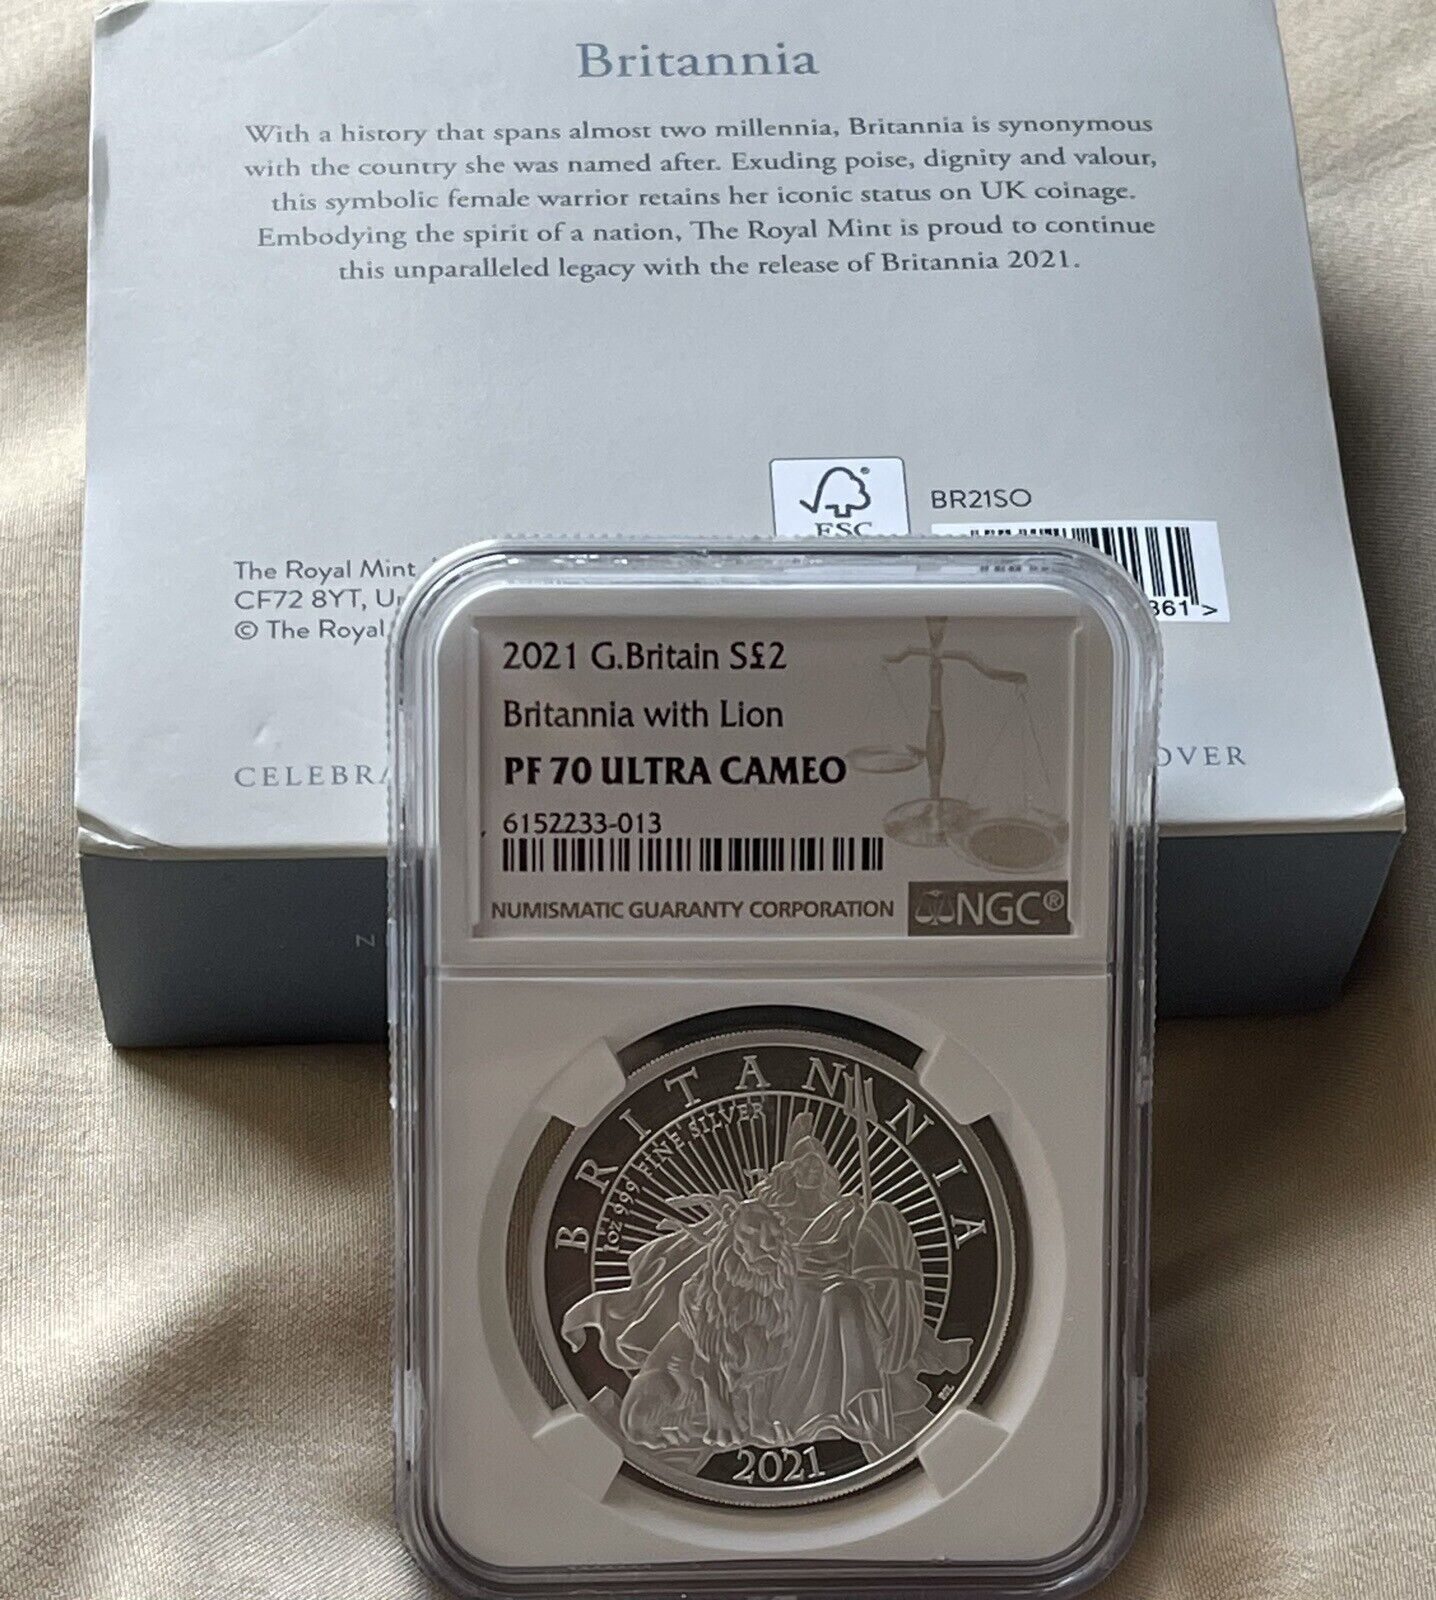 Britannia
With a history that spans almost two millennia, Britannia is synonymous
with the country she was named after. Exuding poise, dignity and valour,
this symbolic female warrior retains her iconic status on UK coinage.
Embodying the spirit of a nation, The Royal Mint is proud to continue
this unparalleled legacy with the release of Britannia 2021.
FSC
BR21SO
The Royal Mint
CF72 8YT,
© The Royal
361 >
2021 G.Britain S£2
Britannia with Lion
PF 70 ULTRA CAMEO
6152233-013
NUMISMATIC GUARANTY CORPORATION
NGC®
BRITANNIA
1OZ 999 FINE SILVER
2021